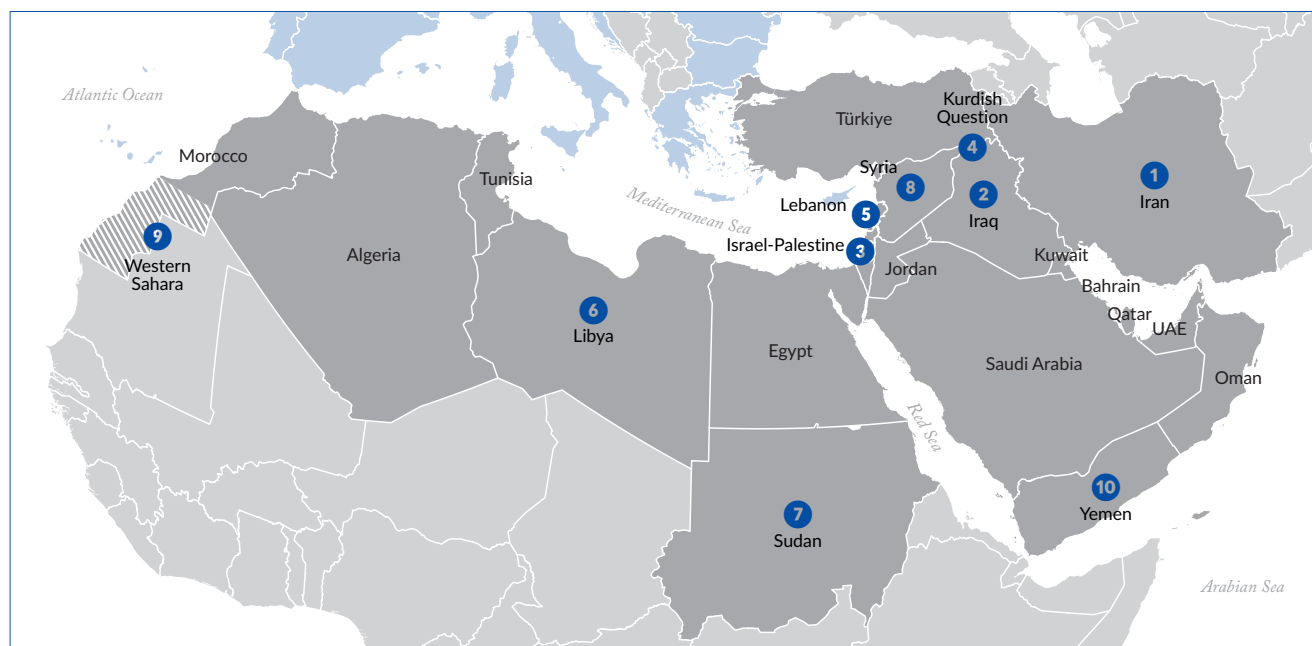 Atlantic Ocean
Kurdish
Question
Türkiye
4
Morocco
Syria
1
Tunisia
8
2
Iran
Mediterranean Sea
Lebanon
5
Iraq
9
Israel-Palestine
3
Algeria
Jordan
Kuwait
Western
Sahara
Bahrain
6
Qatar
Libya
UAE
Egypt
Saudi Arabia
Oman
Red Sea
10
Yemen
7
Sudan
Arabian Sea